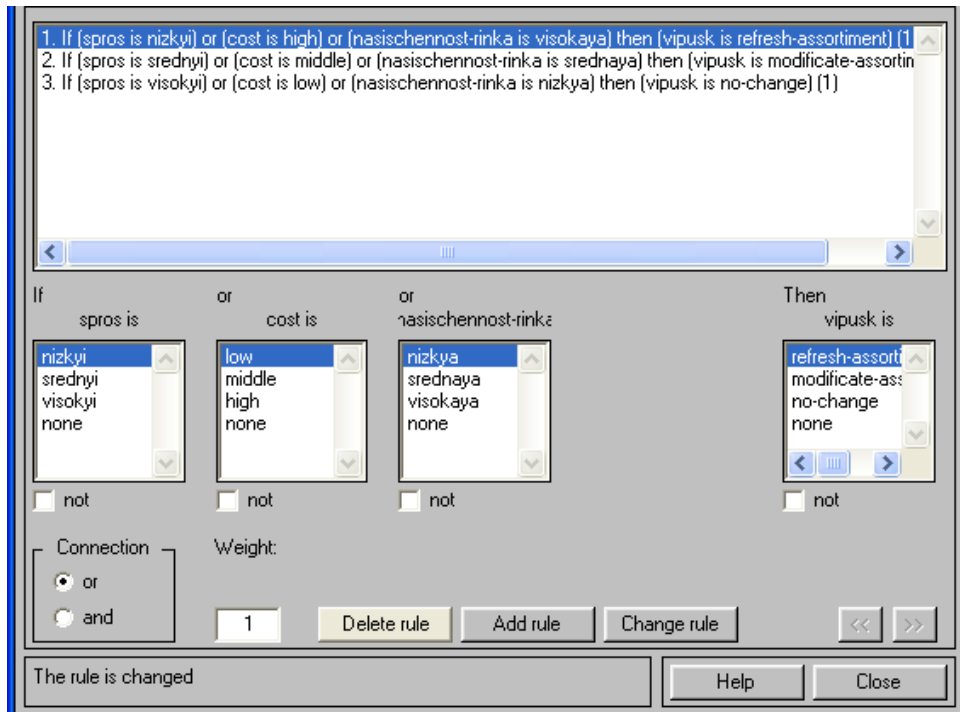 1. If (spros is nizkyi) or (cost is high) or (nasischennost-rinka is visokaya) then (vipusk is refresh-assortiment) (1
2. If (spros is srednyi) or (cost is middle) or (nasischennost-rinka is srednaya) then (vipusk is modificate-assortin
3. If (spros is visokyi) or (cost is low) or (nasischennost-rinka is nizkya) then (vipusk is no-change) (1)
If or or Then
spros is cost is nasischennost-rinka vipusk is
nizkyi low nizkya refresh-assorti
srednyi middle srednaya modificate-ass
visokyi high visokaya no-change
none none none none
not not not not
Connection Weight:
or
and 1 Delete rule Add rule Change rule << >>
The rule is changed Help Close